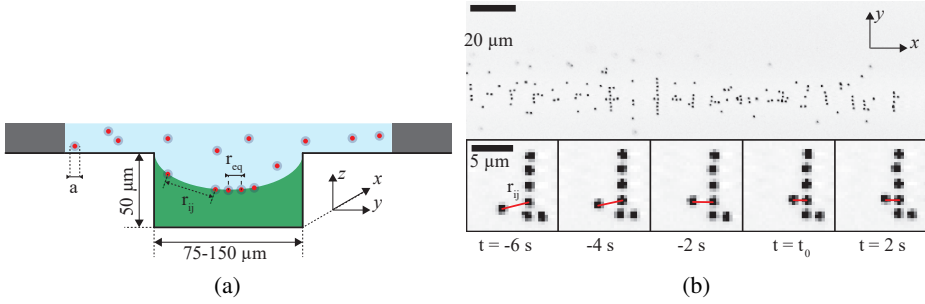 a
50 µm
r_ij
r_eq
z
x
y
75-150 µm
(a)
20 µm
y
x
5 µm
r_ij
t = -6 s
-4 s
-2 s
t = t_0
t = 2 s
(b)